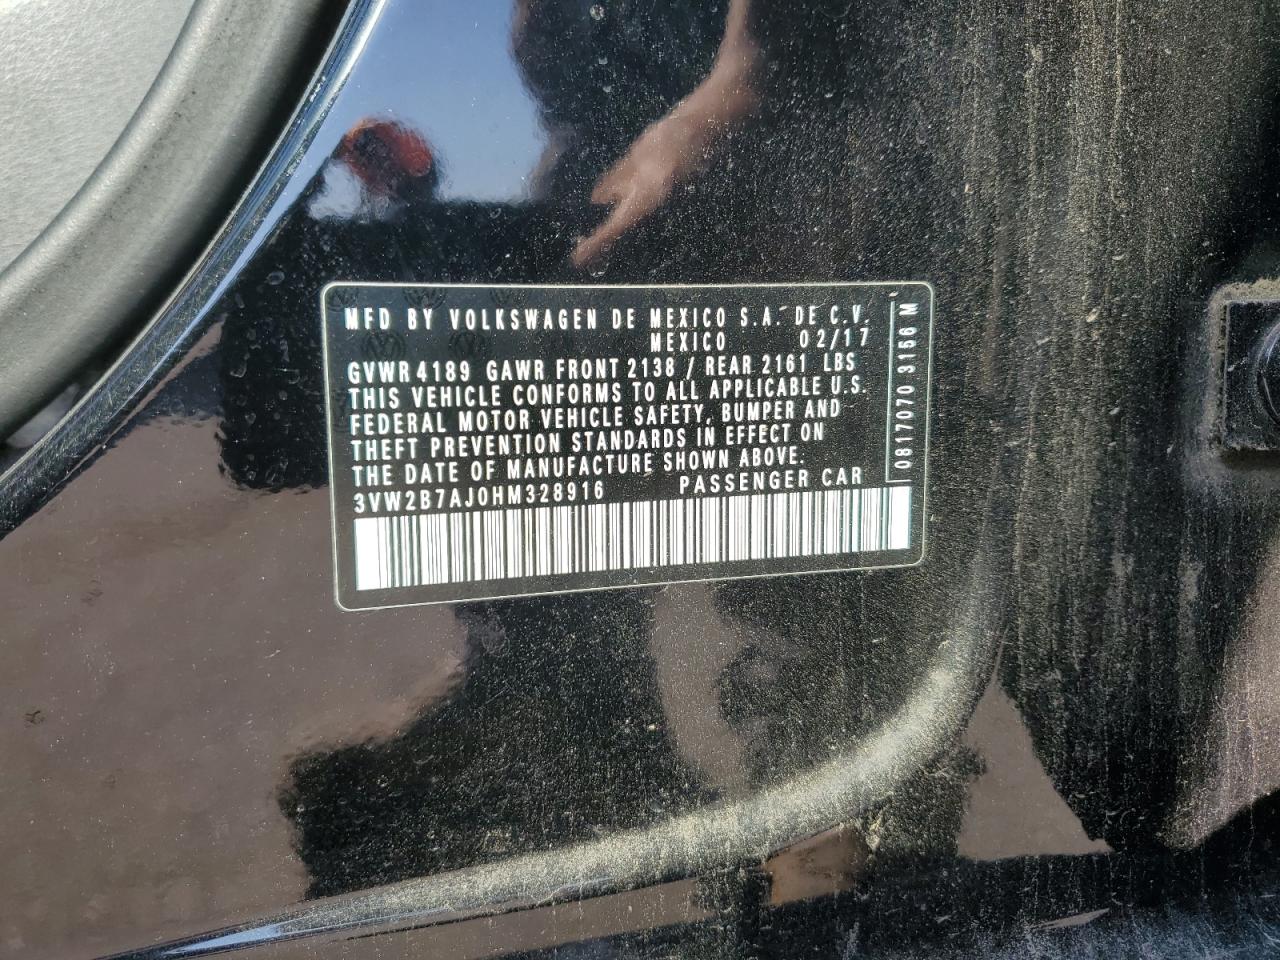 MFD BY VOLKSWAGEN DE MEXICO S.A. DE C.V.
MEXICO 02/17
GVWR 4189 GAWR FRONT 2138 / REAR 2161 LBS
THIS VEHICLE CONFORMS TO ALL APPLICABLE U.S.
FEDERAL MOTOR VEHICLE SAFETY, BUMPER AND
THEFT PREVENTION STANDARDS IN EFFECT ON
THE DATE OF MANUFACTURE SHOWN ABOVE.
3VW2B7AJ0HM328916 PASSENGER CAR
0817070 3166 M